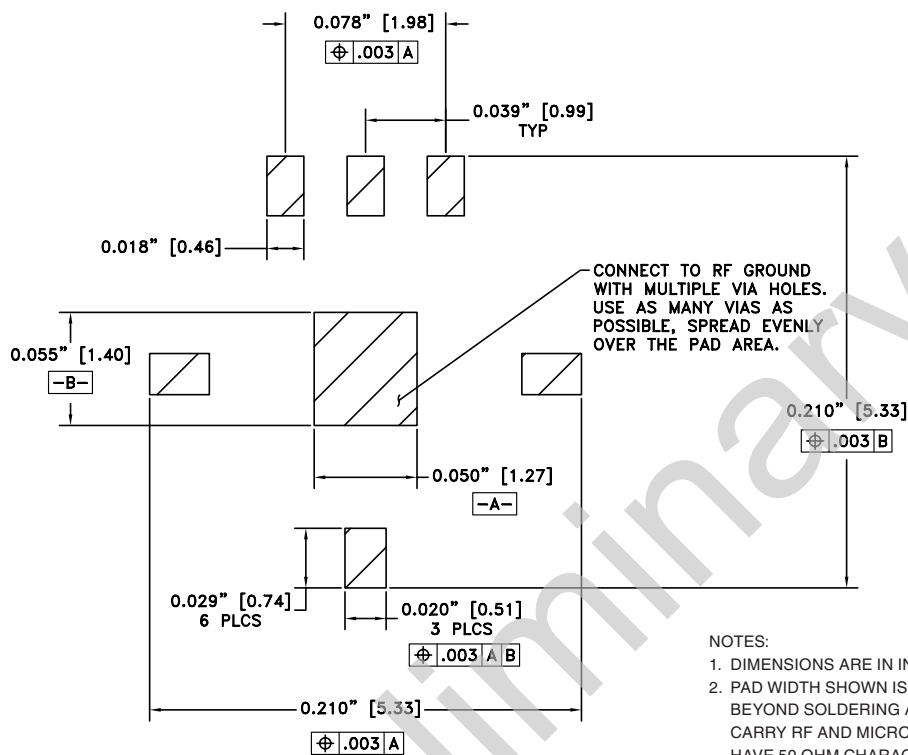 0.078” [1.98]
⌖ .003 A
0.039” [0.99]
TYP
0.018” [0.46]
CONNECT TO RF GROUND
WITH MULTIPLE VIA HOLES.
USE AS MANY VIAS AS
POSSIBLE, SPREAD EVENLY
OVER THE PAD AREA.
0.055” [1.40]
-B-
0.210” [5.33]
⌖ .003 B
0.050” [1.27]
-A-
0.029” [0.74]
6 PLCS
0.020” [0.51]
3 PLCS
⌖ .003 A B
0.210” [5.33]
⌖ .003 A
NOTES:
1. DIMENSIONS ARE IN
2. PAD WIDTH SHOWN IS
BEYOND SOLDERING
CARRY RF AND
HAVE 50 OHM
liminary